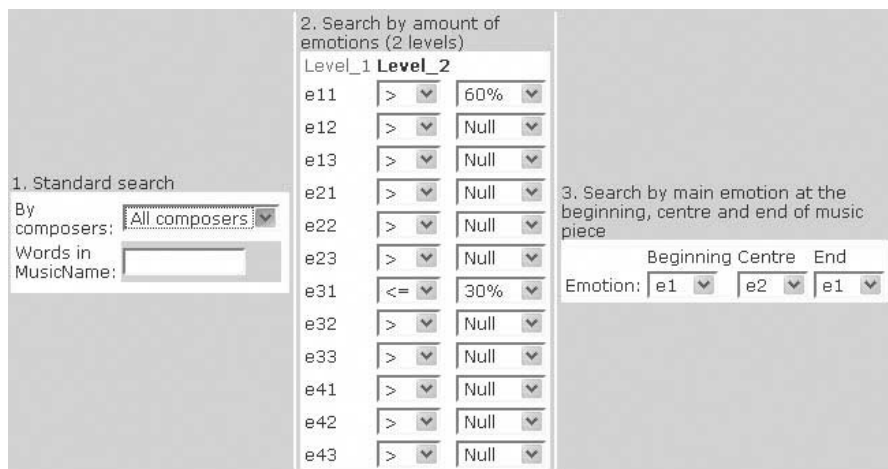 1. Standard search
By
composers: All composers
Words in
MusicName:
2. Search by amount of
emotions (2 levels)
Level_1 Level_2
e11 > 60%
e12 > Null
e13 > Null
e21 > Null
e22 > Null
e23 > Null
e31 <= 30%
e32 > Null
e33 > Null
e41 > Null
e42 > Null
e43 > Null
3. Search by main emotion at the
beginning, centre and end of music
piece
Beginning Centre End
Emotion: e1 e2 e1